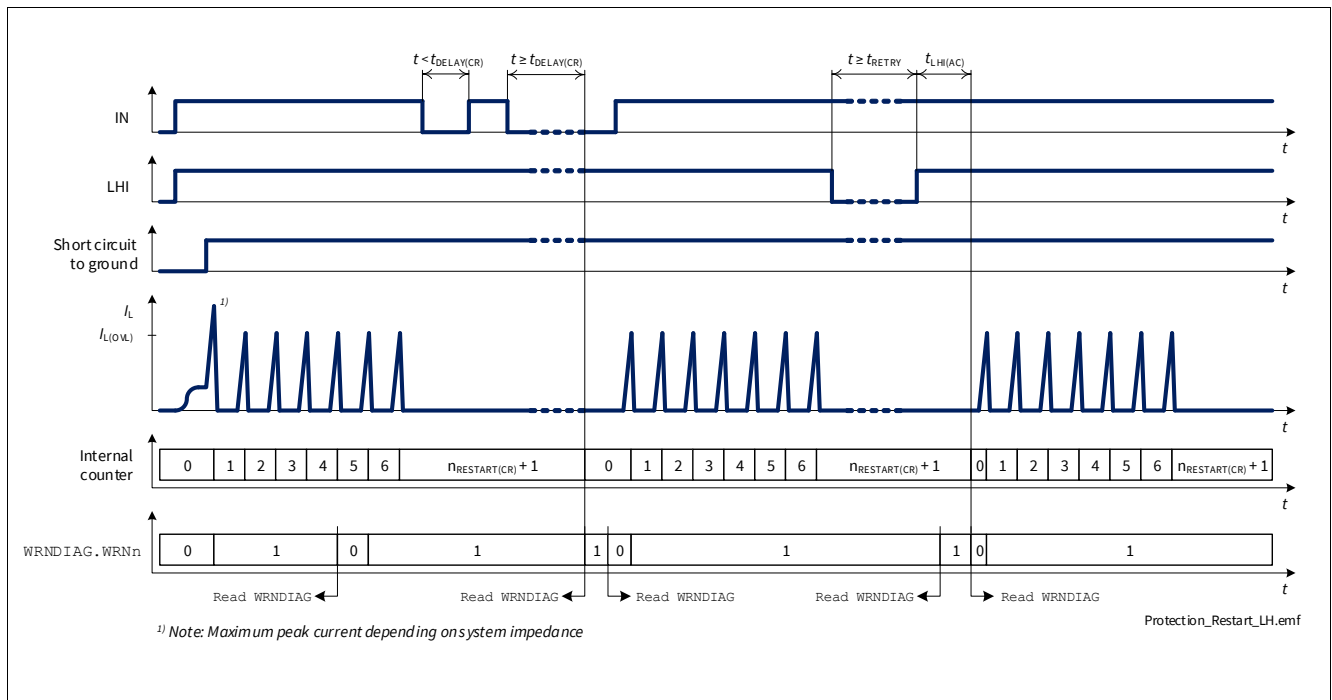 t < tDELAY(CR) t ≥ tDELAY(CR) t ≥ tRETRY tLHI(AC)
IN
t
LHI
t
Short circuit
to ground
t
IL
1)
IL(OVL)
t
Internal
counter
0 1 2 3 4 5 6 nRESTART(CR) + 1 0 1 2 3 4 5 6 nRESTART(CR) + 1 0 1 2 3 4 5 6 nRESTART(CR) + 1
t
WRNDIAG.WRNn
0 1 0 1 1 0 1 1 0 1
t
Read WRNDIAG Read WRNDIAG Read WRNDIAG Read WRNDIAG Read WRNDIAG
1) Note: Maximum peak current depending on system impedance
Protection_Restart_LH.emf